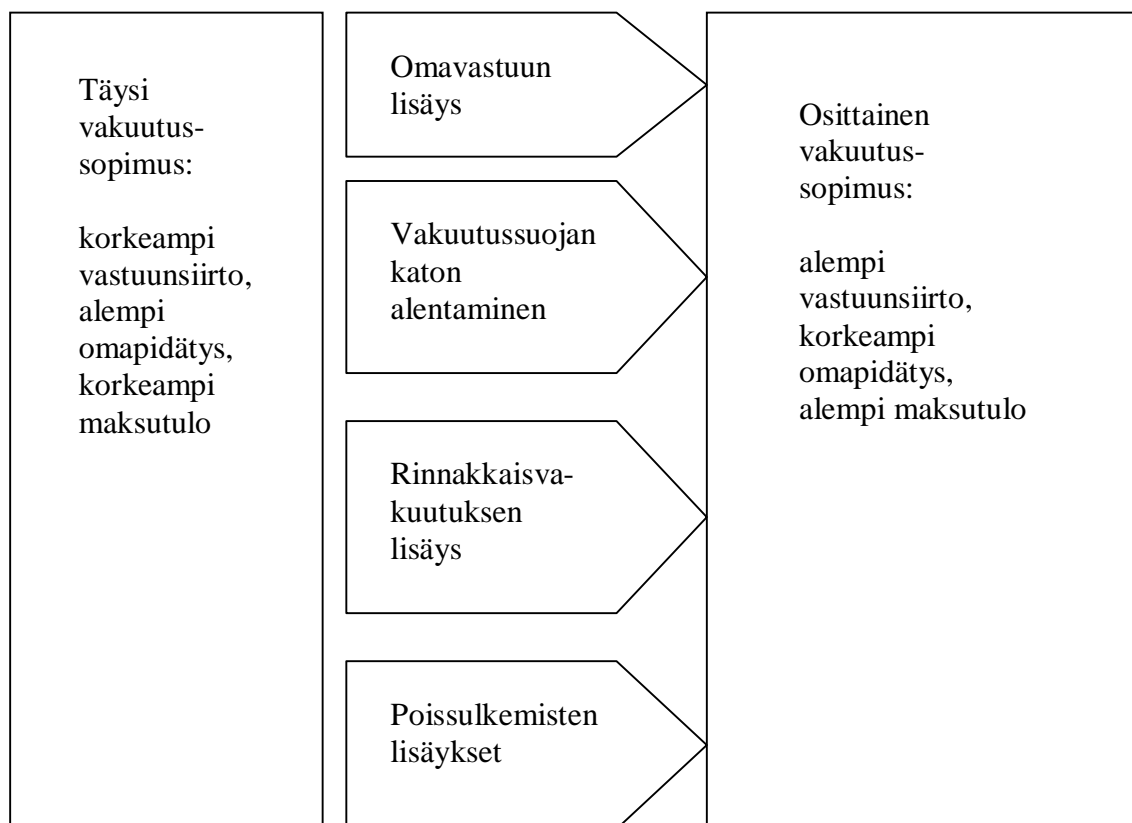 Täysi
vakuutus-
sopimus:
korkeampi
vastuunsiirto,
alempi
omapidätys,
korkeampi
maksutulo
Omavastuun
lisäys
Vakuutussuojan
katon
alentaminen
Rinnakkaisva-
kuutuksen
lisäys
Poissulkemisten
lisäykset
Osittainen
vakuutus-
sopimus:
alempi
vastuunsiirto,
korkeampi
omapidätys,
alempi maksutulo